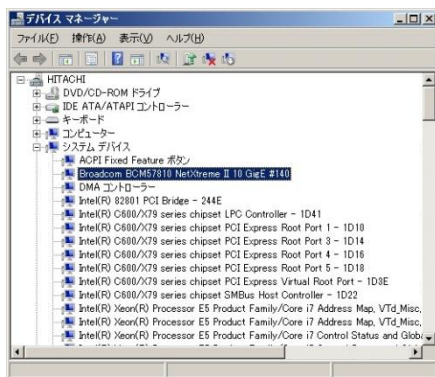 デバイス マネージャー
ファイル(F) 操作(A) 表示(V) ヘルプ(H)
HITACHI
DVD/CD-ROM ドライブ
IDE ATA/ATAPI コントローラー
キーボード
コンピューター
システム デバイス
ACPI Fixed Feature ボタン
Broadcom BCM57810 NetXtreme II 10 GigE #140
DMA コントローラー
Intel(R) 82801 PCI Bridge - 244E
Intel(R) C600/X79 series chipset LPC Controller - 1D41
Intel(R) C600/X79 series chipset PCI Express Root Port 1 - 1D10
Intel(R) C600/X79 series chipset PCI Express Root Port 3 - 1D14
Intel(R) C600/X79 series chipset PCI Express Root Port 4 - 1D16
Intel(R) C600/X79 series chipset PCI Express Root Port 5 - 1D18
Intel(R) C600/X79 series chipset PCI Express Virtual Root Port - 1D3E
Intel(R) C600/X79 series chipset SMBus Host Controller - 1D22
Intel(R) Xeon(R) Processor E5 Product Family/Core i7 Address Map, VTd_Misc,
Intel(R) Xeon(R) Processor E5 Product Family/Core i7 Address Map, VTd_Misc,
Intel(R) Xeon(R) Processor E5 Product Family/Core i7 Control Status and Globa